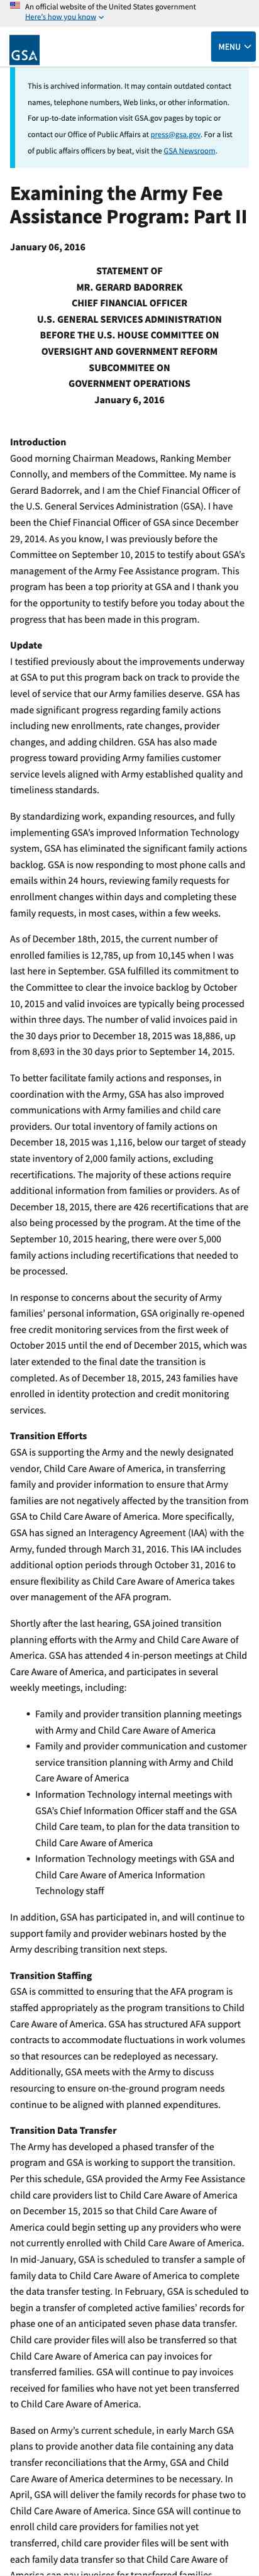 An official website of the United States government
Here's how you know
GSA
MENU
This is archived information. It may contain outdated contact
names, telephone numbers, Web links, or other information.
For up-to-date information visit GSA.gov pages by topic or
contact our Office of Public Affairs at press@gsa.gov. For a list
of public affairs officers by beat, visit the GSA Newsroom.
Examining the Army Fee
Assistance Program: Part II
January 06, 2016
STATEMENT OF
MR. GERARD BADORREK
CHIEF FINANCIAL OFFICER
U.S. GENERAL SERVICES ADMINISTRATION
BEFORE THE U.S. HOUSE COMMITTEE ON
OVERSIGHT AND GOVERNMENT REFORM
SUBCOMMITEE ON
GOVERNMENT OPERATIONS
January 6, 2016
Introduction
Good morning Chairman Meadows, Ranking Member
Connolly, and members of the Committee. My name is
Gerard Badorrek, and I am the Chief Financial Officer of
the U.S. General Services Administration (GSA). I have
been the Chief Financial Officer of GSA since December
29, 2014. As you know, I was previously before the
Committee on September 10, 2015 to testify about GSA's
management of the Army Fee Assistance program. This
program has been a top priority at GSA and I thank you
for the opportunity to testify before you today about the
progress that has been made in this program.
Update
I testified previously about the improvements underway
at GSA to put this program back on track to provide the
level of service that our Army families deserve. GSA has
made significant progress regarding family actions
including new enrollments, rate changes, provider
changes, and adding children. GSA has also made
progress toward providing Army families customer
service levels aligned with Army established quality and
timeliness standards.
By standardizing work, expanding resources, and fully
implementing GSA's improved Information Technology
system, GSA has eliminated the significant family actions
backlog. GSA is now responding to most phone calls and
emails within 24 hours, reviewing family requests for
enrollment changes within days and completing these
family requests, in most cases, within a few weeks.
As of December 18th, 2015, the current number of
enrolled families is 12,785, up from 10,145 when I was
last here in September. GSA fulfilled its commitment to
the Committee to clear the invoice backlog by October
10, 2015 and valid invoices are typically being processed
within three days. The number of valid invoices paid in
the 30 days prior to December 18, 2015 was 18,886, up
from 8,693 in the 30 days prior to September 14, 2015.
To better facilitate family actions and responses, in
coordination with the Army, GSA has also improved
communications with Army families and child care
providers. Our total inventory of family actions on
December 18, 2015 was 1,116, below our target of steady
state inventory of 2,000 family actions, excluding
recertifications. The majority of these actions require
additional information from families or providers. As of
December 18, 2015, there are 426 recertifications that are
also being processed by the program. At the time of the
September 10, 2015 hearing, there were over 5,000
family actions including recertifications that needed to
be processed.
In response to concerns about the security of Army
families' personal information, GSA originally re-opened
free credit monitoring services from the first week of
October 2015 until the end of December 2015, which was
later extended to the final date the transition is
completed. As of December 18, 2015, 243 families have
enrolled in identity protection and credit monitoring
services.
Transition Efforts
GSA is supporting the Army and the newly designated
vendor, Child Care Aware of America, in transferring
family and provider information to ensure that Army
families are not negatively affected by the transition from
GSA to Child Care Aware of America. More specifically,
GSA has signed an Interagency Agreement (IAA) with the
Army, funded through March 31, 2016. This IAA includes
additional option periods through October 31, 2016 to
ensure flexibility as Child Care Aware of America takes
over management of the AFA program.
Shortly after the last hearing, GSA joined transition
planning efforts with the Army and Child Care Aware of
America. GSA has attended 4 in-person meetings at Child
Care Aware of America, and participates in several
weekly meetings, including:
• Family and provider transition planning meetings
with Army and Child Care Aware of America
• Family and provider communication and customer
service transition planning with Army and Child
Care Aware of America
• Information Technology internal meetings with
GSA's Chief Information Officer staff and the GSA
Child Care team, to plan for the data transition to
Child Care Aware of America
• Information Technology meetings with GSA and
Child Care Aware of America Information
Technology staff
In addition, GSA has participated in, and will continue to
support family and provider webinars hosted by the
Army describing transition next steps.
Transition Staffing
GSA is committed to ensuring that the AFA program is
staffed appropriately as the program transitions to Child
Care Aware of America. GSA has structured AFA support
contracts to accommodate fluctuations in work volumes
so that resources can be redeployed as necessary.
Additionally, GSA meets with the Army to discuss
resourcing to ensure on-the-ground program needs
continue to be aligned with planned expenditures.
Transition Data Transfer
The Army has developed a phased transfer of the
program and GSA is working to support the transition.
Per this schedule, GSA provided the Army Fee Assistance
child care providers list to Child Care Aware of America
on December 15, 2015 so that Child Care Aware of
America could begin setting up any providers who were
not currently enrolled with Child Care Aware of America.
In mid-January, GSA is scheduled to transfer a sample of
family data to Child Care Aware of America to complete
the data transfer testing. In February, GSA is scheduled to
begin a transfer of completed active families' records for
phase one of an anticipated seven phase data transfer.
Child care provider files will also be transferred so that
Child Care Aware of America can pay invoices for
transferred families. GSA will continue to pay invoices
received for families who have not yet been transferred
to Child Care Aware of America.
Based on Army's current schedule, in early March GSA
plans to provide another data file containing any data
transfer reconciliations that the Army, GSA and Child
Care Aware of America determines to be necessary. In
April, GSA will deliver the family records for phase two to
Child Care Aware of America. Since GSA will continue to
enroll child care providers for families not yet
transferred, child care provider files will be sent with
each family data transfer so that Child Care Aware of
America can pay invoices for transferred families.